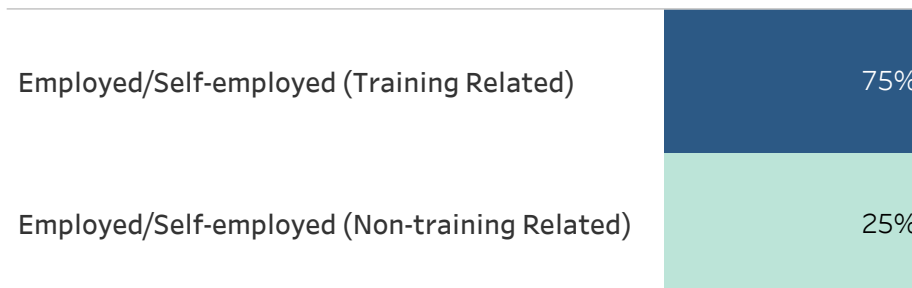 Employed/Self-employed (Training Related) 75%
Employed/Self-employed (Non-training Related) 25%